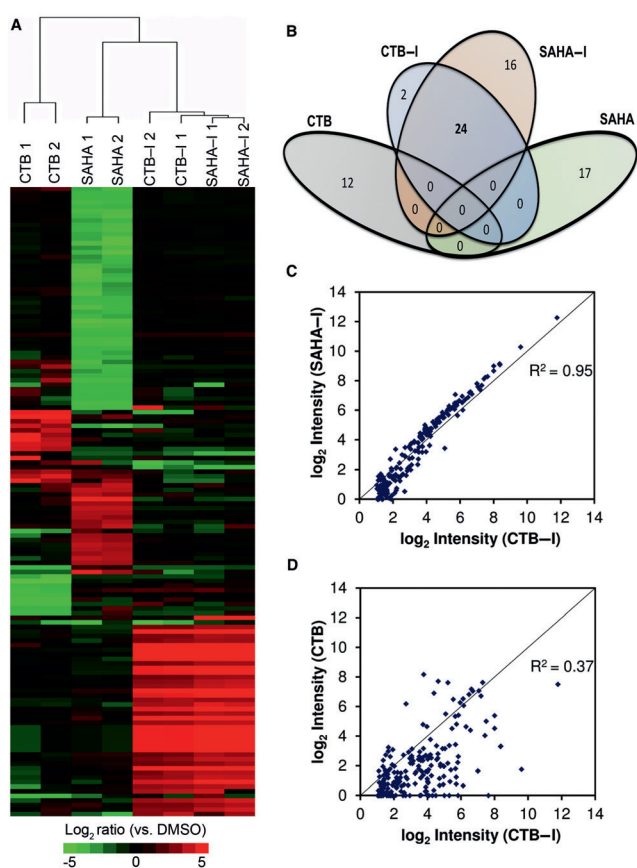 A
CTB 1
CTB 2
SAHA 1
SAHA 2
CTB–I 2
CTB–I 1
SAHA–I 1
SAHA–I 2
Log2 ratio (vs. DMSO)
-5 0 5
B
CTB–I
SAHA–I
CTB
SAHA
2
16
24
12
17
0
0
0
0
0
0
0
0
C
14
12
10
8
6
4
2
0
log2 Intensity (SAHA–I)
R2 = 0.95
0 2 4 6 8 10 12 14
log2 Intensity (CTB–I)
D
14
12
10
8
6
4
2
0
log2 Intensity (CTB)
R2 = 0.37
0 2 4 6 8 10 12 14
log2 Intensity (CTB–I)